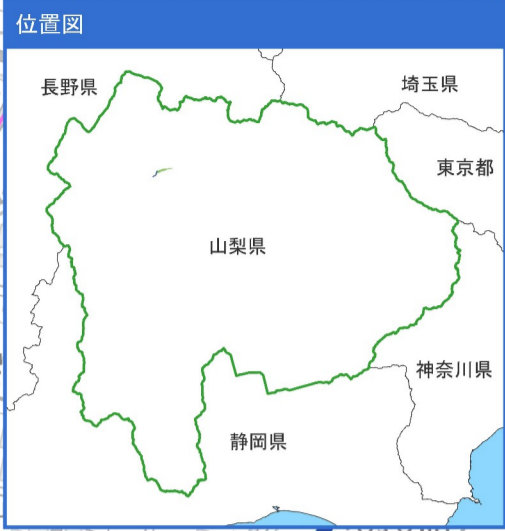 位置図
長野県
埼玉県
東京都
山梨県
神奈川県
静岡県